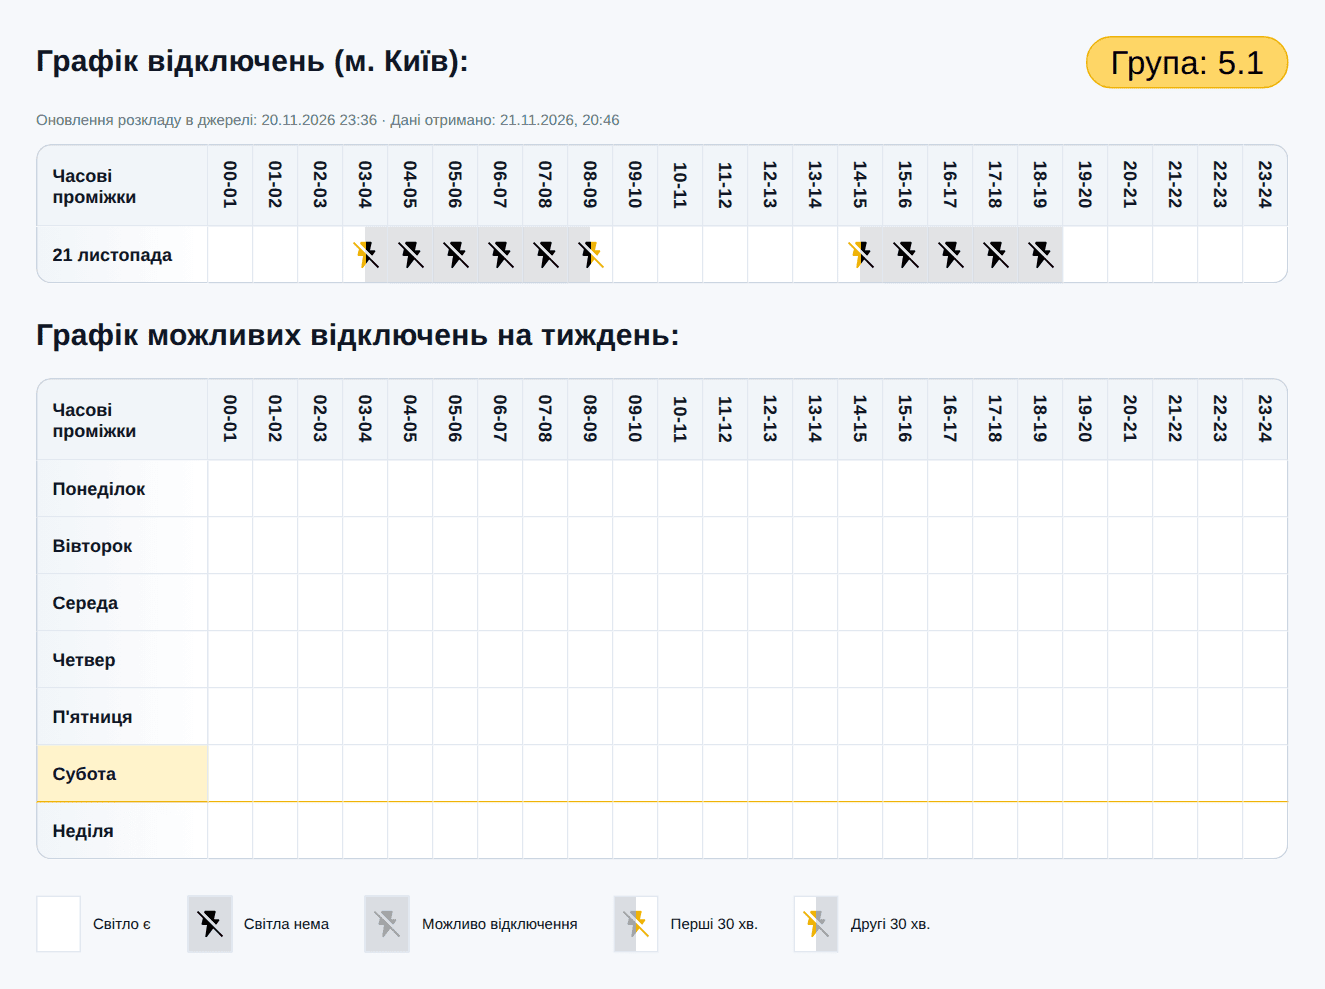 Графік відключень (м. Київ):
Група: 5.1
Оновлення розкладу в джерелі: 20.11.2026 23:36 · Дані отримано: 21.11.2026, 20:46
Часові проміжки 00-01 01-02 02-03 03-04 04-05 05-06 06-07 07-08 08-09 09-10 10-11 11-12 12-13 13-14 14-15 15-16 16-17 17-18 18-19 19-20 20-21 21-22 22-23 23-24
21 листопада
Графік можливих відключень на тиждень:
Часові проміжки 00-01 01-02 02-03 03-04 04-05 05-06 06-07 07-08 08-09 09-10 10-11 11-12 12-13 13-14 14-15 15-16 16-17 17-18 18-19 19-20 20-21 21-22 22-23 23-24
Понеділок
Вівторок
Середа
Четвер
П'ятниця
Субота
Неділя
Світло є Світла нема Можливо відключення Перші 30 хв. Другі 30 хв.